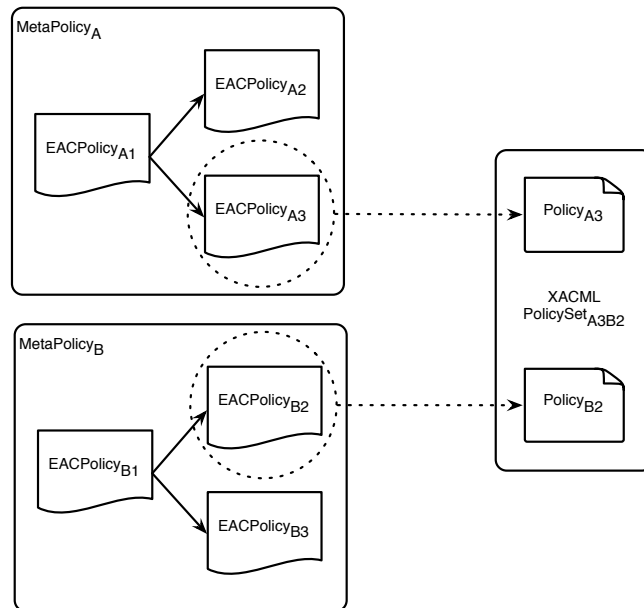 MetaPolicyA
EACPolicyA2
EACPolicyA1
EACPolicyA3
PolicyA3
XACML
PolicySetA3B2
MetaPolicyB
EACPolicyB2
PolicyB2
EACPolicyB1
EACPolicyB3